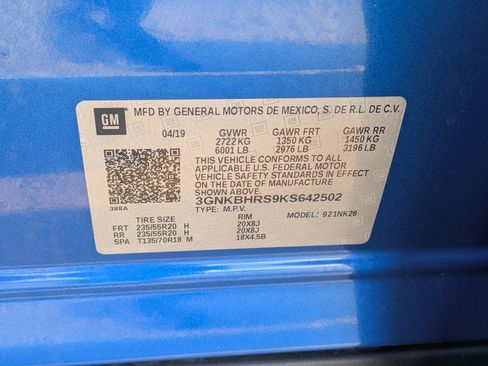 GM
MFD BY GENERAL MOTORS DE MEXICO, S. DE R.L. DE C.V.
04/19 GVWR GAWR FRT GAWR RR
2722 KG 1350 KG 1450 KG
6001 LB 2976 LB 3196 LB
THIS VEHICLE CONFORMS TO ALL
APPLICABLE U.S. FEDERAL MOTOR
VEHICLE SAFETY STANDARDS IN
EFFECT ON THE DATE OF
MANUFACTURE SHOWN ABOVE.
3GNKBHRS9KS642502
388A TYPE: M.P.V. MODEL: 921NK26
TIRE SIZE RIM
FRT 235/55R20 H 20X8J
RR 235/55R20 H 20X8J
SPA T135/70R18 M 18X4.5B